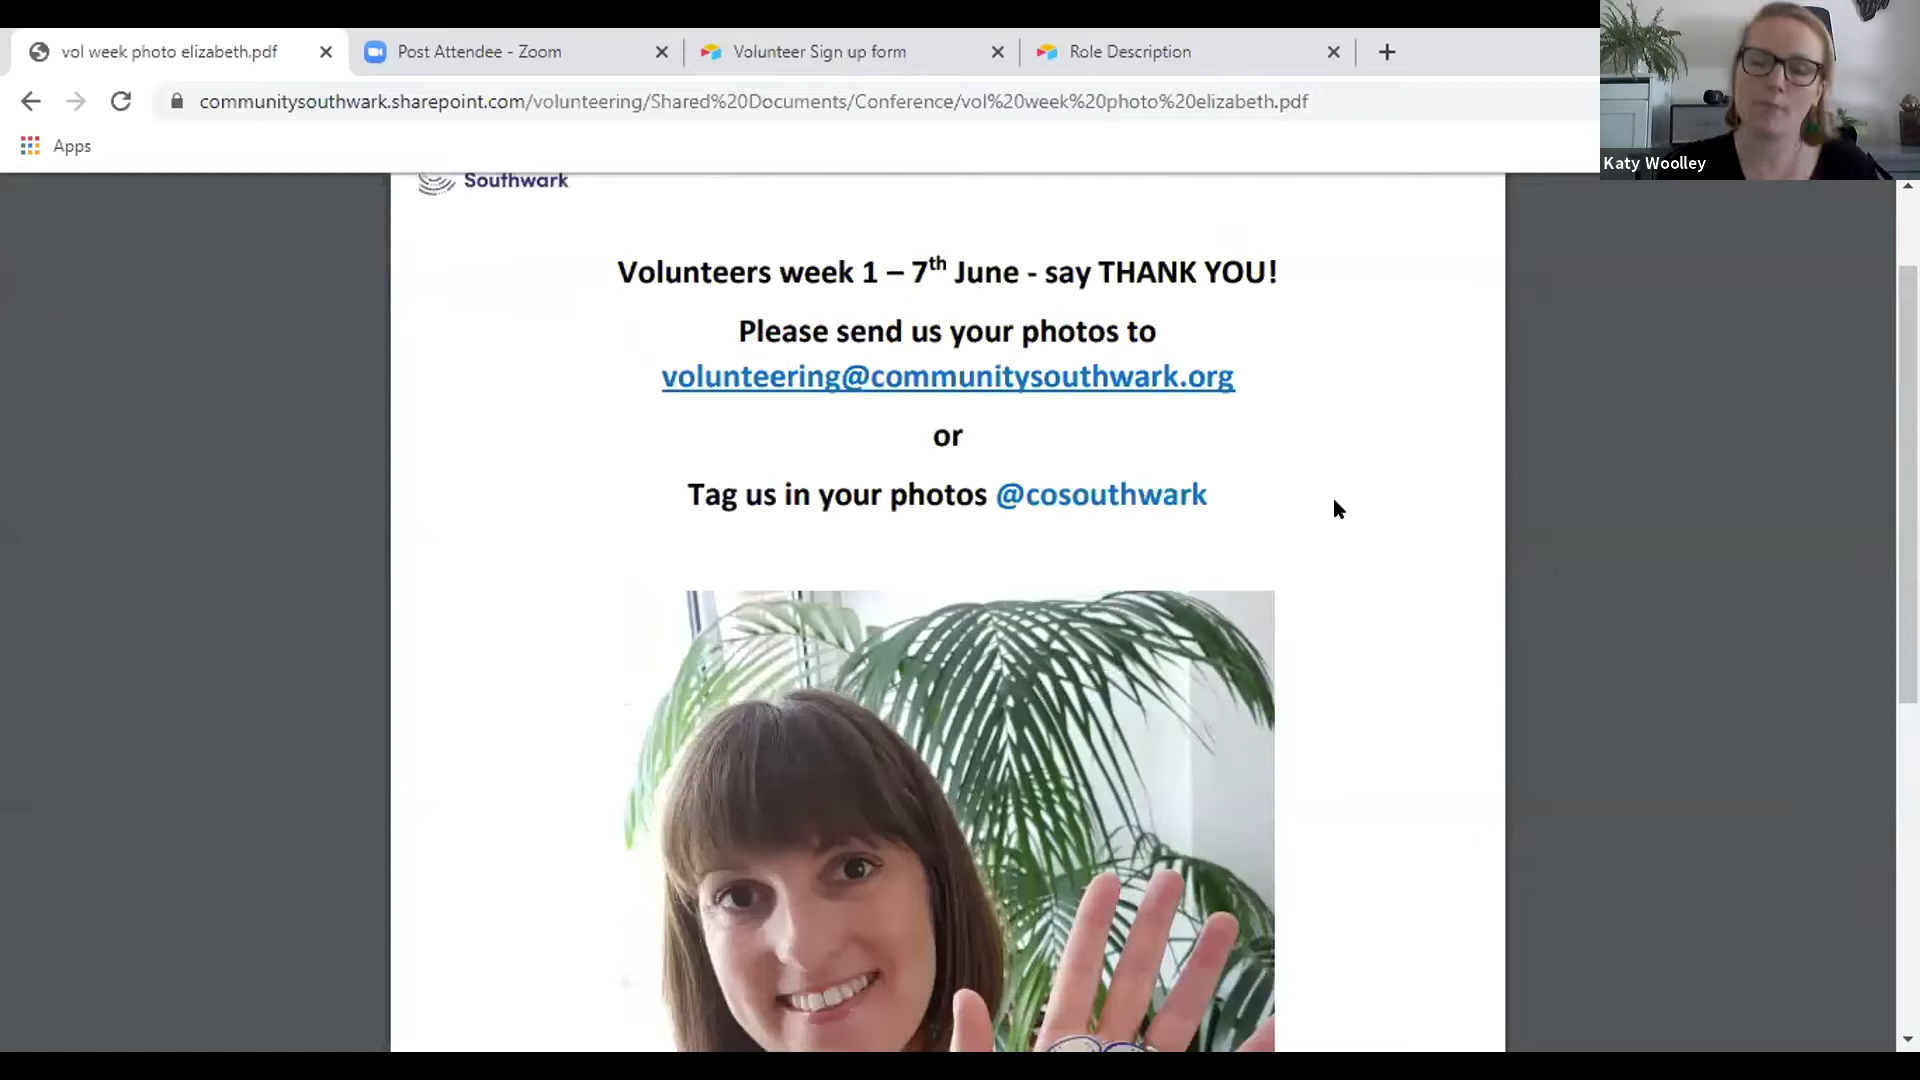 vol week photo elizabeth.pdf
Post Attendee - Zoom
Volunteer Sign up form
Role Description
communitysouthwark.sharepoint.com/volunteering/Shared%20Documents/Conference/vol%20week%20photo%20elizabeth.pdf
Apps
Katy Woolley
Southwark
Volunteers week 1 – 7th June - say THANK YOU!
Please send us your photos to
volunteering@communitysouthwark.org
or
Tag us in your photos @cosouthwark